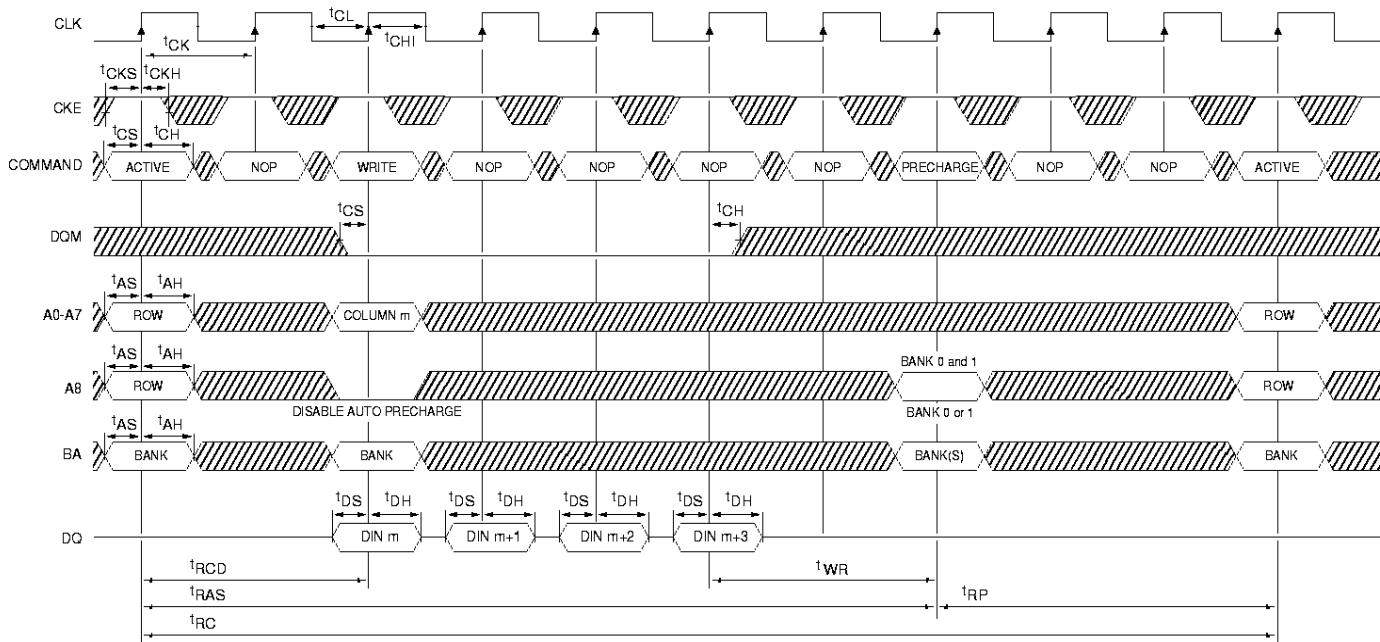 CLK
tCL
tCK
tCHI
tCKS tCKH
CKE
tCS tCH
COMMAND ACTIVE NOP WRITE NOP NOP NOP NOP PRECHARGE NOP NOP ACTIVE
tCS tCH
DQM
tAS tAH
A0-A7 ROW COLUMN m ROW
tAS tAH
BANK 0 and 1
A8 ROW ROW
DISABLE AUTO PRECHARGE BANK 0 or 1
tAS tAH
BA BANK BANK BANK(S) BANK
tDS tDH tDS tDH tDS tDH tDS tDH
DQ DIN m DIN m+1 DIN m+2 DIN m+3
tRCD tWR
tRAS tRP
tRC